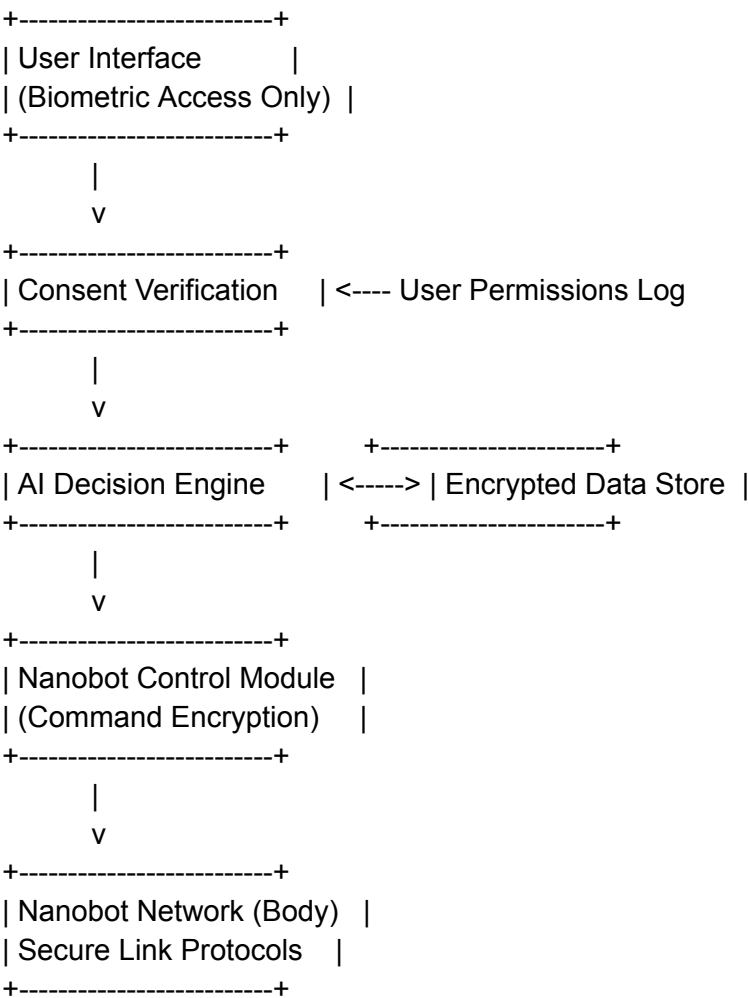 +--------------------------+
| User Interface           |
| (Biometric Access Only)  |
+--------------------------+
          |
          v
+--------------------------+
| Consent Verification     | <---- User Permissions Log
+--------------------------+
          |
          v
+--------------------------+        +-----------------------+
| AI Decision Engine       | <-----> | Encrypted Data Store  |
+--------------------------+        +-----------------------+
          |
          v
+--------------------------+
| Nanobot Control Module   |
| (Command Encryption)     |
+--------------------------+
          |
          v
+--------------------------+
| Nanobot Network (Body)   |
| Secure Link Protocols    |
+--------------------------+